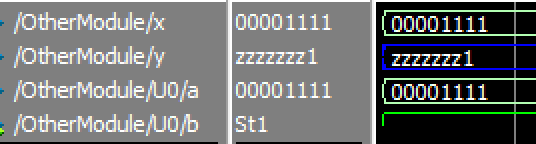 /OtherModule/x 00001111 00001111
/OtherModule/y zzzzzzz1 zzzzzzz1
/OtherModule/U0/a 00001111 00001111
/OtherModule/U0/b St1